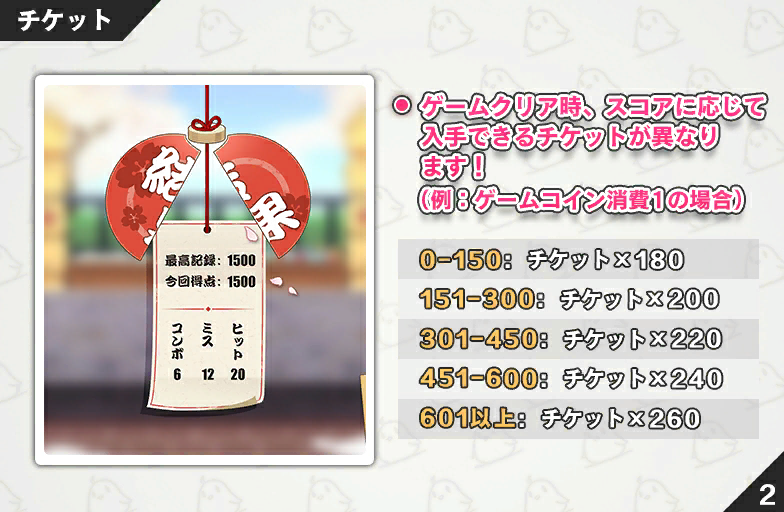 チケット
ゲームクリア時、スコアに応じて
入手できるチケットが異なり
ます!
(例:ゲームコイン消費1の場合)
最高記録: 1500
今回得点: 1500
コンボ 6
ミス 12
ヒット 20
0-150: チケット×180
151-300: チケット×200
301-450: チケット×220
451-600: チケット×240
601以上: チケット×260
2